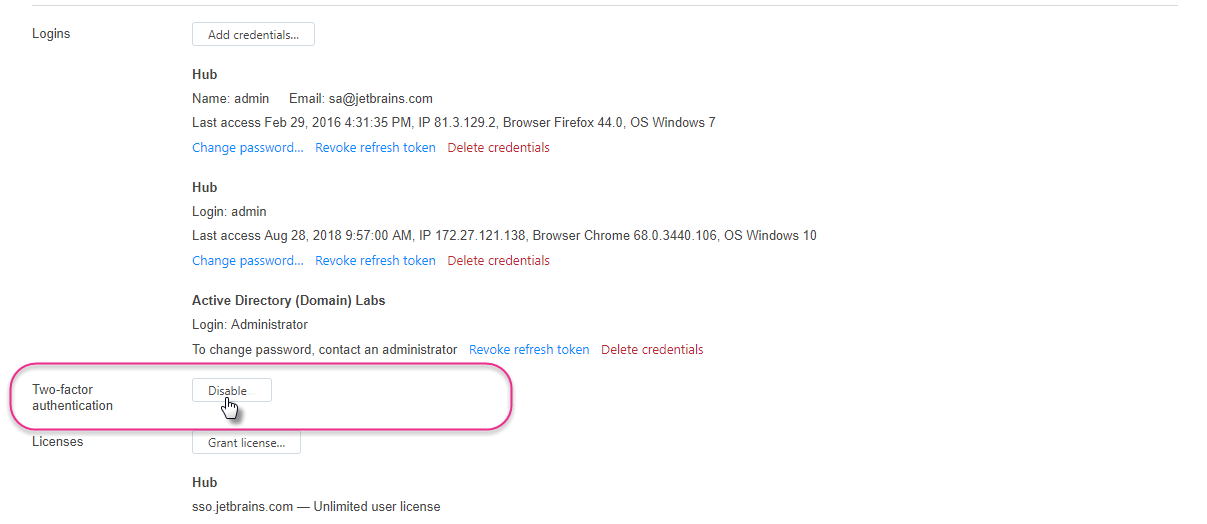 Logins
Add credentials...
Hub
Name: admin Email: sa@jetbrains.com
Last access Feb 29, 2016 4:31:35 PM, IP 81.3.129.2, Browser Firefox 44.0, OS Windows 7
Change password... Revoke refresh token Delete credentials
Hub
Login: admin
Last access Aug 28, 2018 9:57:00 AM, IP 172.27.121.138, Browser Chrome 68.0.3440.106, OS Windows 10
Change password... Revoke refresh token Delete credentials
Active Directory (Domain) Labs
Login: Administrator
To change password, contact an administrator Revoke refresh token Delete credentials
Two-factor
authentication
Disable
Licenses
Grant license...
Hub
sso.jetbrains.com — Unlimited user license